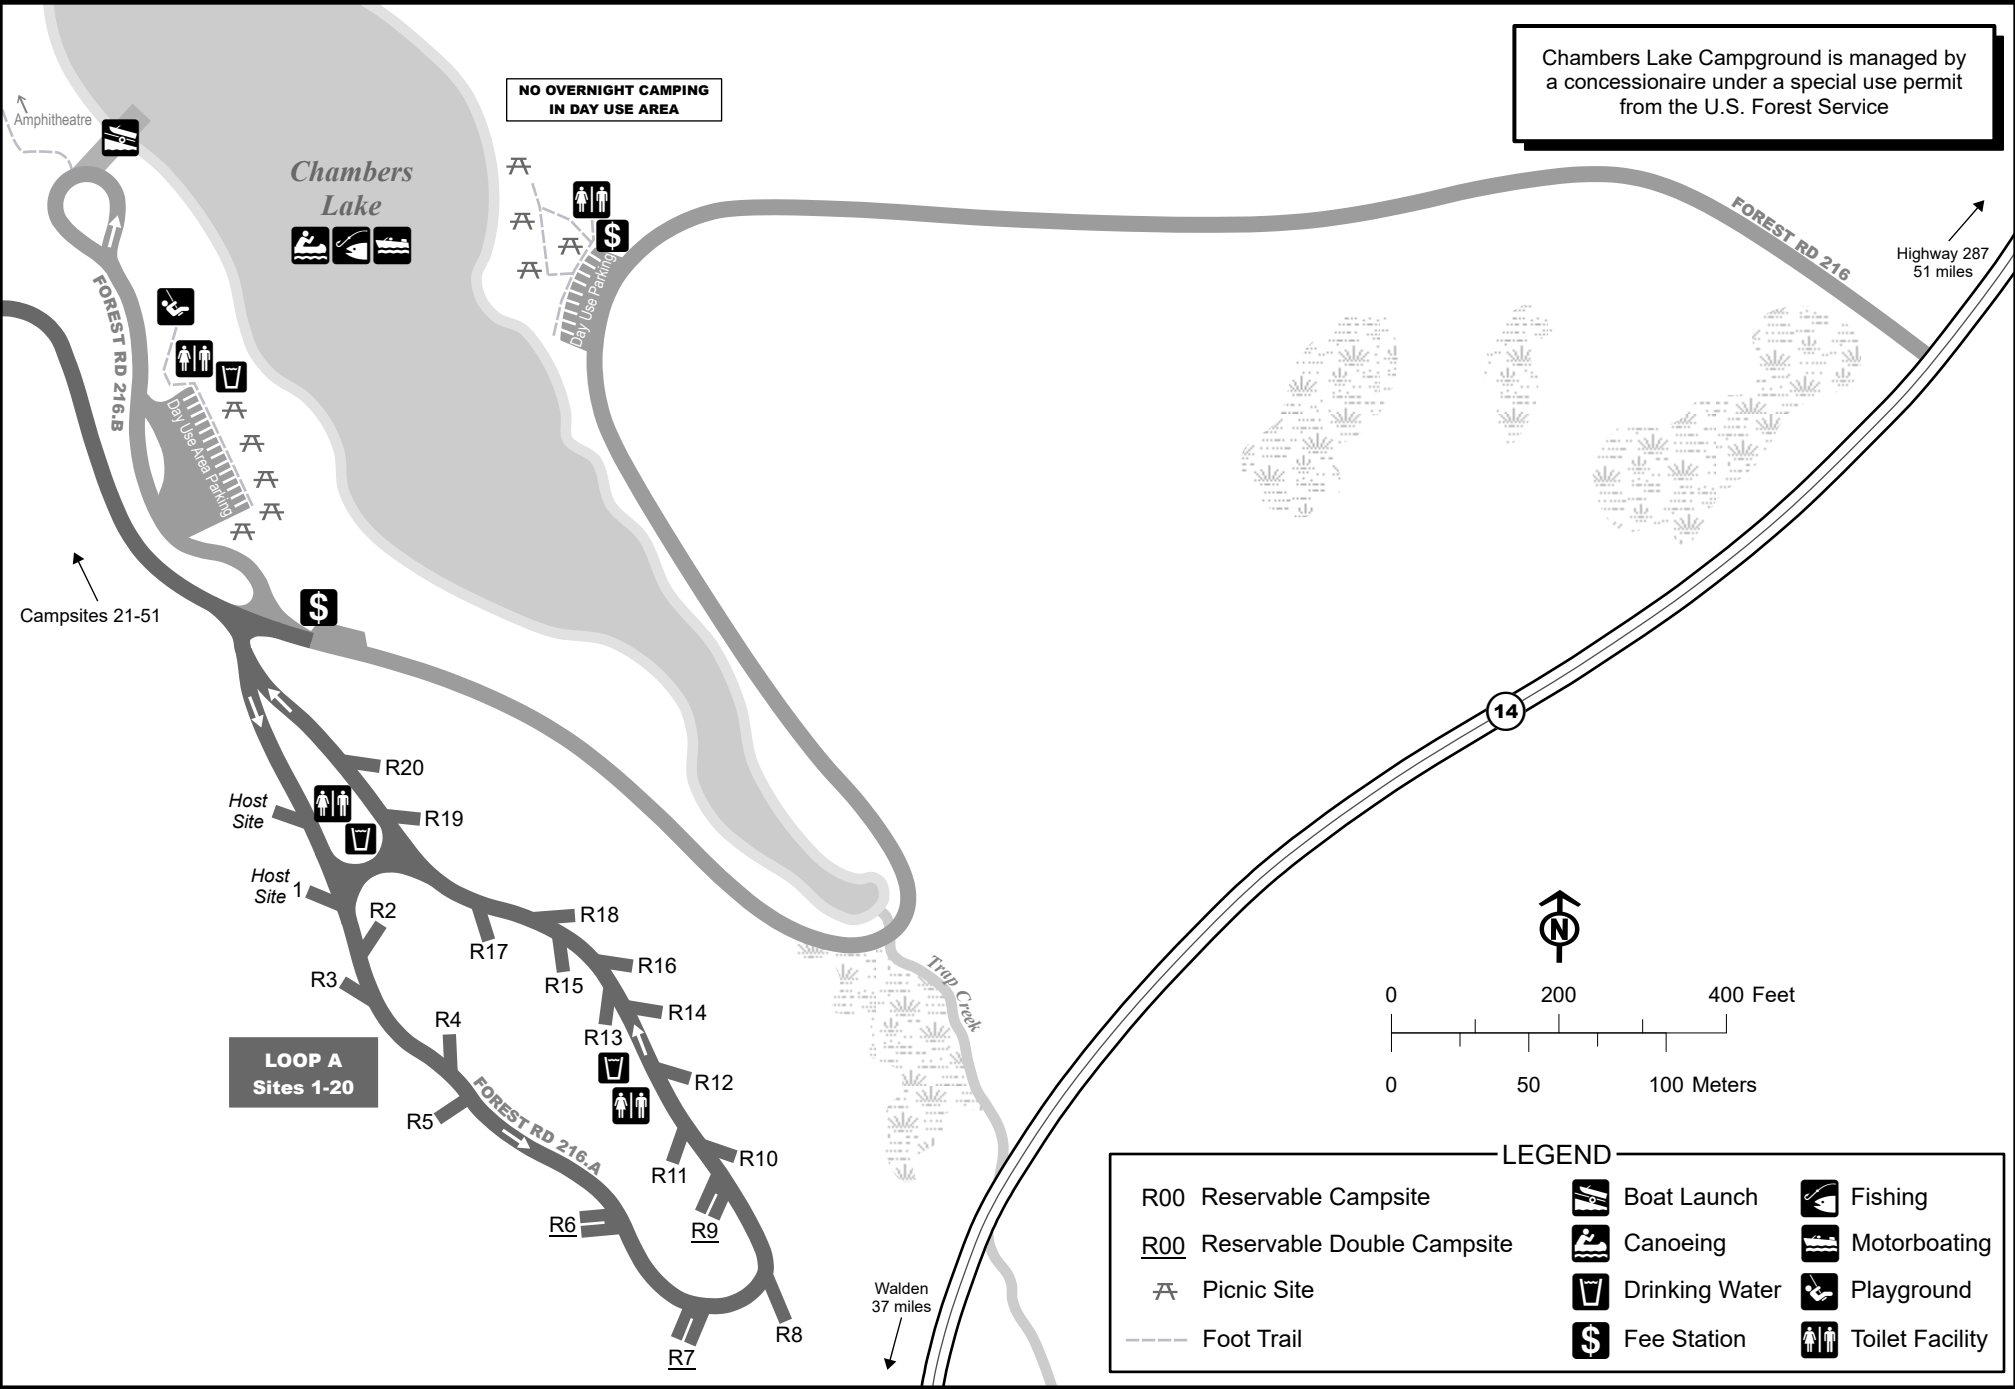 Chambers Lake Campground is managed by
a concessionaire under a special use permit
from the U.S. Forest Service
NO OVERNIGHT CAMPING
IN DAY USE AREA
Amphitheatre
Chambers
Lake
$
Day Use Parking
FOREST RD 216
Highway 287
51 miles
FOREST RD 216.B
Day Use Area Parking
Campsites 21-51
$
14
R20
Host
Site
R19
Host
Site 1
R2
R18
R17
R16
R3
R15
R14
R4
R13
Trap Creek
N
LOOP A
Sites 1-20
R12
R5
FOREST RD 216.A
R10
R11
R6
R9
R8
R7
Walden
37 miles
0 200 400 Feet
0 50 100 Meters
LEGEND
R00 Reservable Campsite
R00 Reservable Double Campsite
Picnic Site
Foot Trail
Boat Launch
Canoeing
Drinking Water
$ Fee Station
Fishing
Motorboating
Playground
Toilet Facility